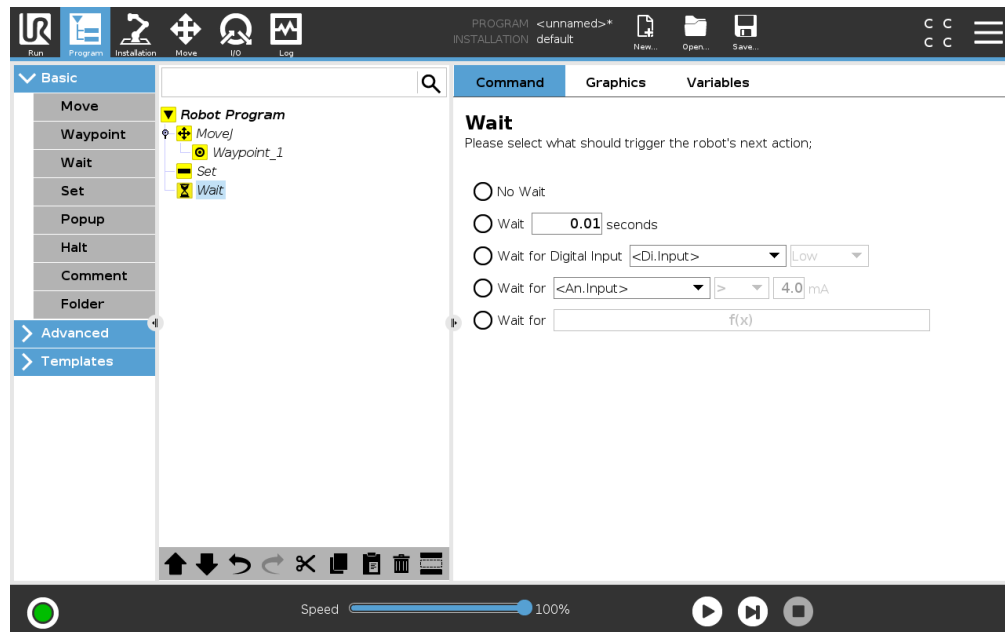 PROGRAM <unnamed>*
INSTALLATION default
UR
Run
Program
Installation
Move
I/O
Log
New...
Open...
Save...
C C
C C
Basic
Move
Waypoint
Wait
Set
Popup
Halt
Comment
Folder
Advanced
Templates
Robot Program
MoveJ
Waypoint_1
Set
Wait
Command Graphics Variables
Wait
Please select what should trigger the robot's next action;
No Wait
Wait 0.01 seconds
Wait for Digital Input <Di.Input> Low
Wait for <An.Input> > 4.0 mA
Wait for f(x)
Speed 100%